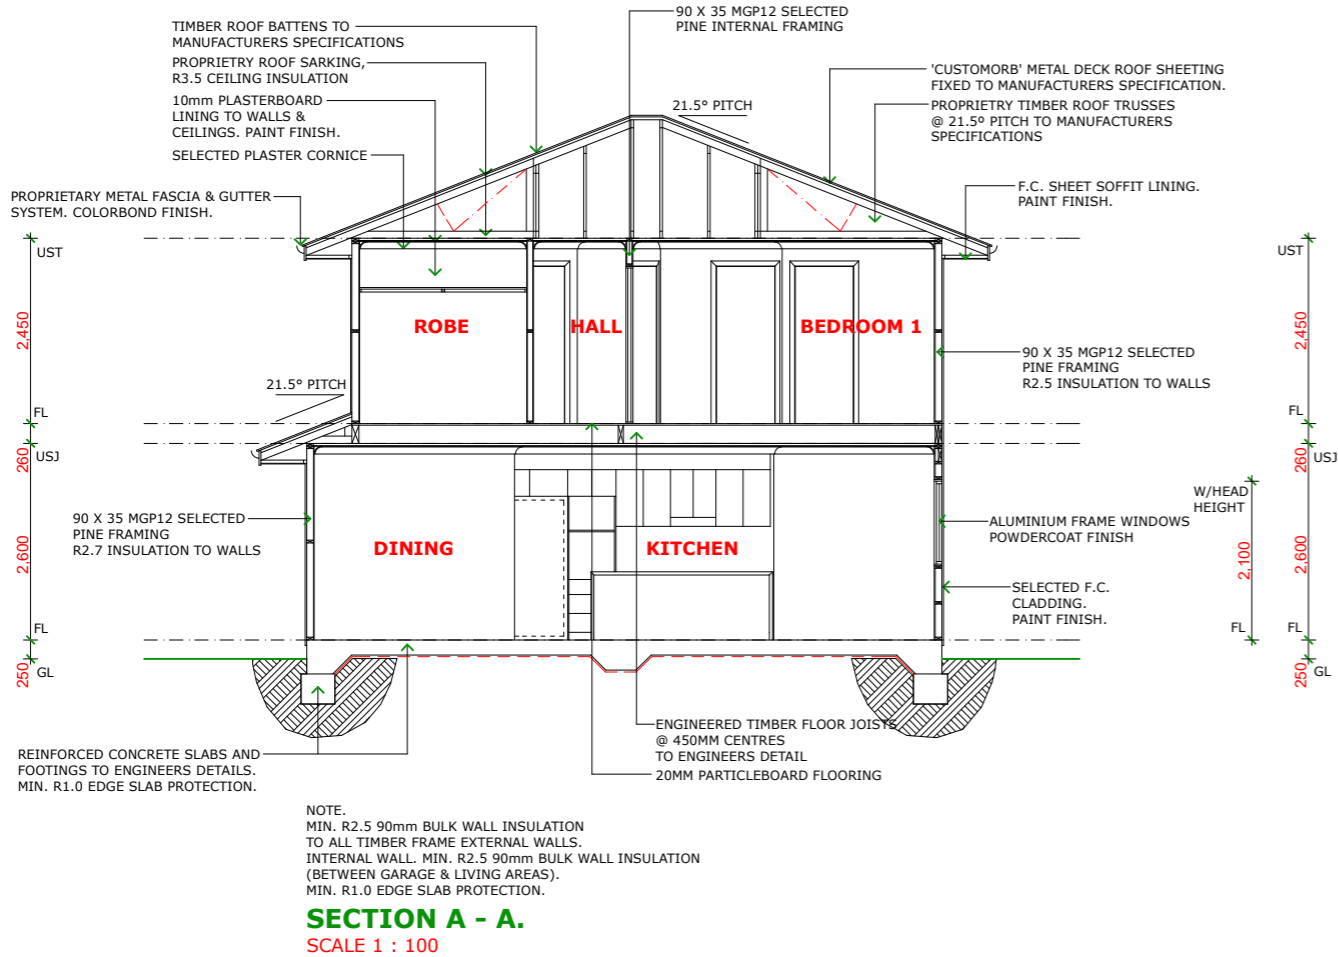 90 X 35 MGP12 SELECTED
PINE INTERNAL FRAMING
TIMBER ROOF BATTENS TO
MANUFACTURERS SPECIFICATIONS
PROPRIETRY ROOF SARKING,
R3.5 CEILING INSULATION
10mm PLASTERBOARD
LINING TO WALLS &
CEILINGS. PAINT FINISH.
SELECTED PLASTER CORNICE
PROPRIETARY METAL FASCIA & GUTTER
SYSTEM. COLORBOND FINISH.
21.5° PITCH
'CUSTOMORB' METAL DECK ROOF SHEETING
FIXED TO MANUFACTURERS SPECIFICATION.
PROPRIETRY TIMBER ROOF TRUSSES
@ 21.5º PITCH TO MANUFACTURERS
SPECIFICATIONS
F.C. SHEET SOFFIT LINING.
PAINT FINISH.
UST
UST
2,450
2,450
ROBE
HALL
BEDROOM 1
90 X 35 MGP12 SELECTED
PINE FRAMING
R2.5 INSULATION TO WALLS
21.5° PITCH
FL
FL
260
USJ
260
USJ
W/HEAD
HEIGHT
90 X 35 MGP12 SELECTED
PINE FRAMING
R2.7 INSULATION TO WALLS
DINING
KITCHEN
ALUMINIUM FRAME WINDOWS
POWDERCOAT FINISH
2,600
2,100
2,600
SELECTED F.C.
CLADDING.
PAINT FINISH.
FL
FL
FL
250
GL
250
GL
REINFORCED CONCRETE SLABS AND
FOOTINGS TO ENGINEERS DETAILS.
MIN. R1.0 EDGE SLAB PROTECTION.
ENGINEERED TIMBER FLOOR JOISTS
@ 450MM CENTRES
TO ENGINEERS DETAIL
20MM PARTICLEBOARD FLOORING
NOTE.
MIN. R2.5 90mm BULK WALL INSULATION
TO ALL TIMBER FRAME EXTERNAL WALLS.
INTERNAL WALL. MIN. R2.5 90mm BULK WALL INSULATION
(BETWEEN GARAGE & LIVING AREAS).
MIN. R1.0 EDGE SLAB PROTECTION.
SECTION A - A.
SCALE 1 : 100